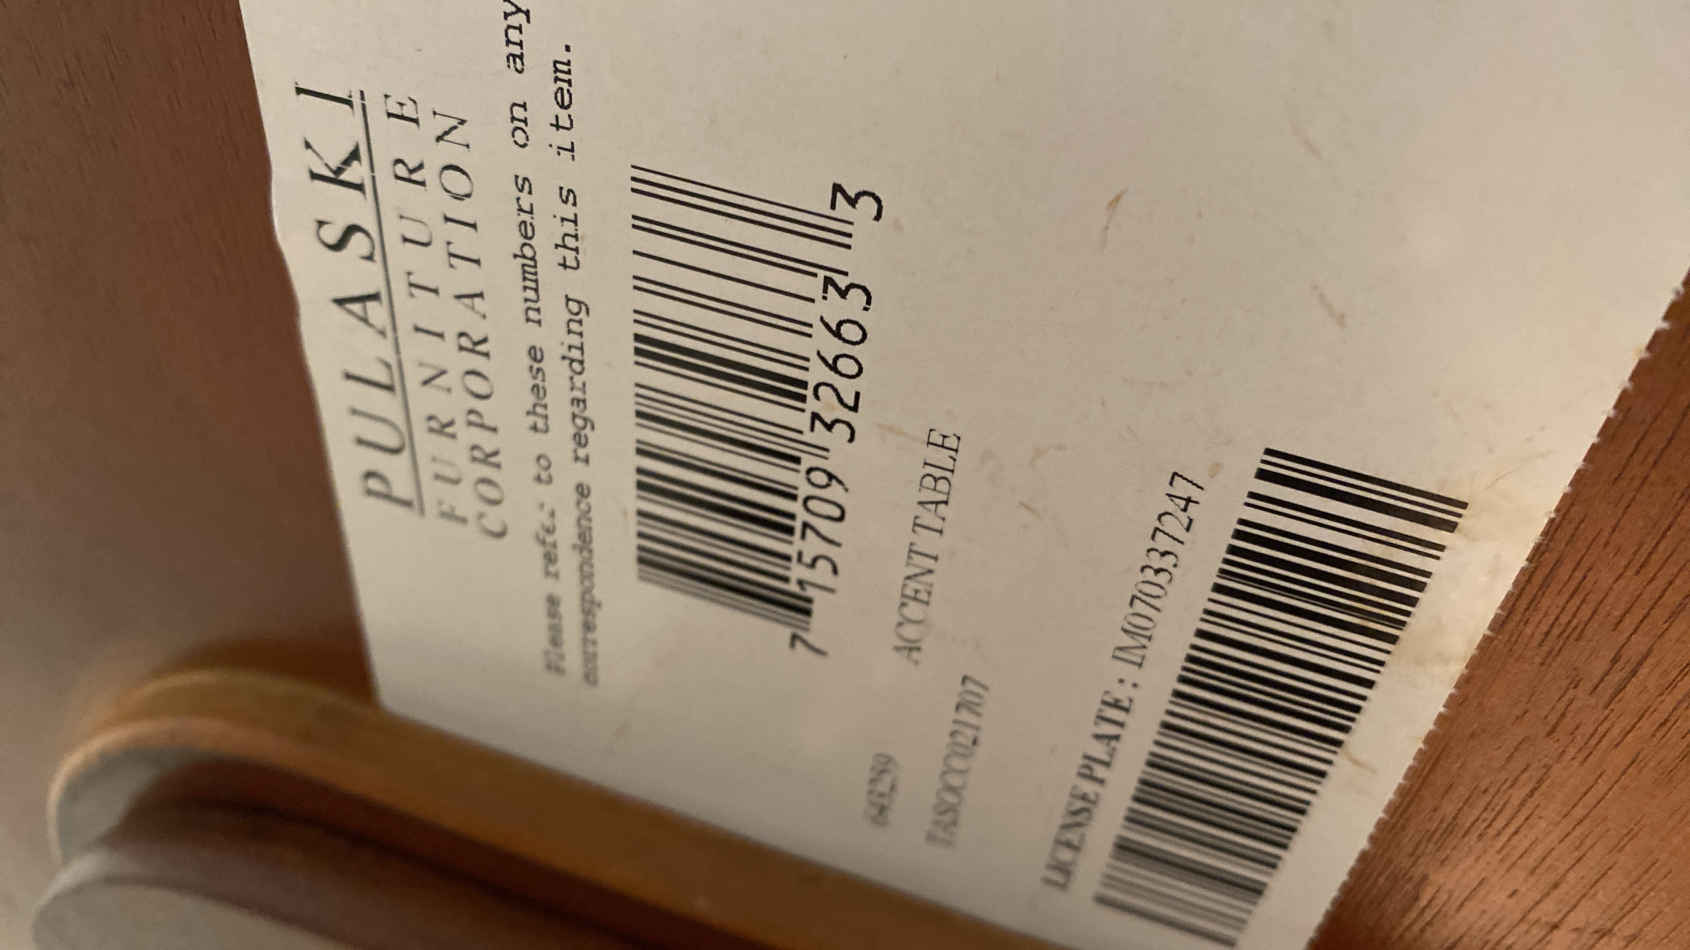 PULASKI
FURNITURE
CORPORATION
Please refer to these numbers on any
correspondence regarding this item.
7 15709 32663 3
643289 ACCENT TABLE
LICENSE PLATE : IM070337247